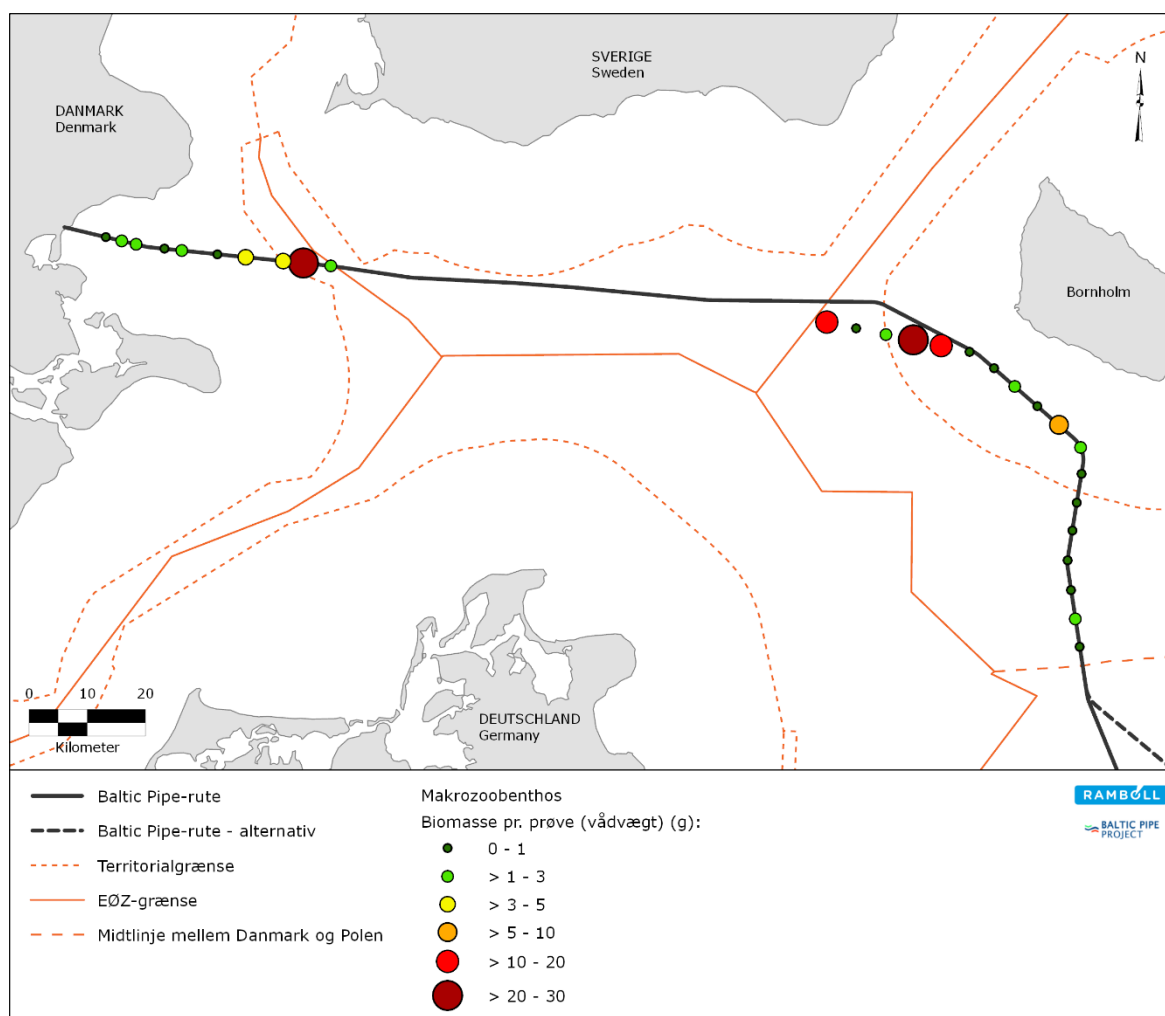 SVERIGE
Sweden
N
DANMARK
Denmark
Bornholm
0 10 20
Kilometer
DEUTSCHLAND
Germany
Baltic Pipe-rute
Baltic Pipe-rute - alternativ
Territorialgrænse
EØZ-grænse
Midtlinje mellem Danmark og Polen
Makrozoobenthos
Biomasse pr. prøve (vådvægt) (g):
0 - 1
> 1 - 3
> 3 - 5
> 5 - 10
> 10 - 20
> 20 - 30
RAMBOLL
BALTIC PIPE
PROJECT